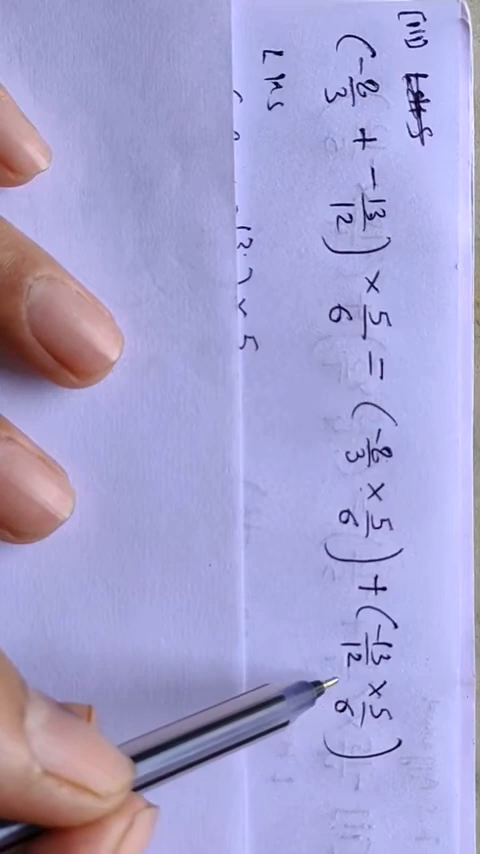 (iii)
(-8/3 + -13/12) × 5/6 = (-8/3 × 5/6) + (-13/12 × 5/6)
LHS